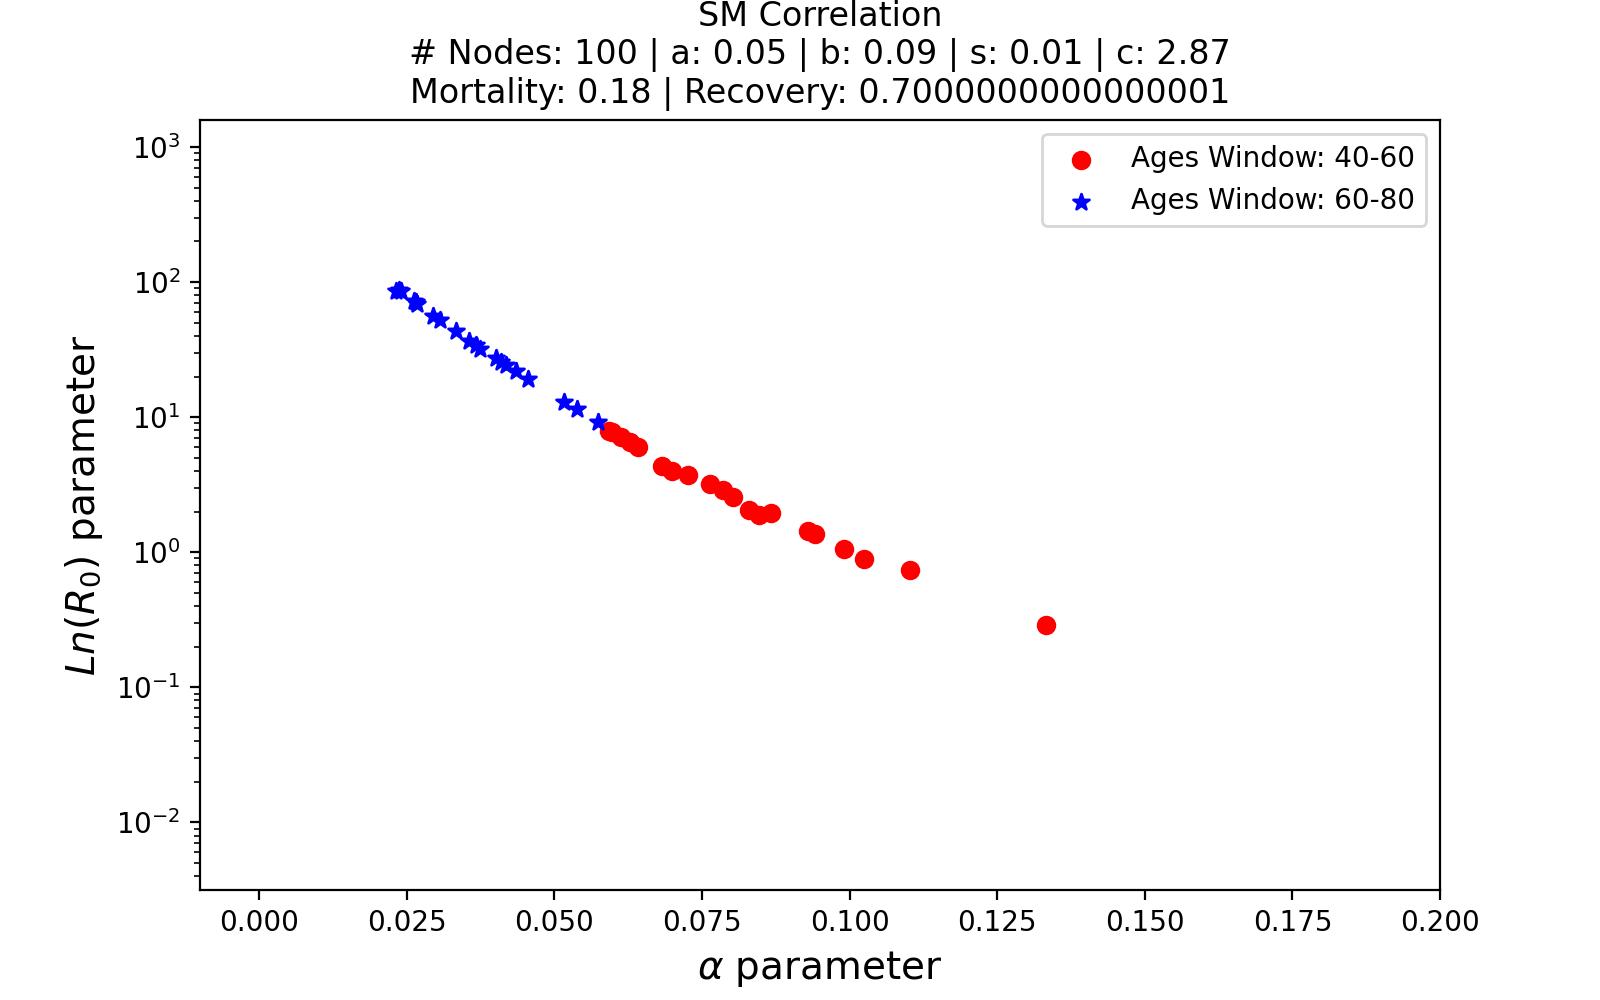 SM Correlation
# Nodes: 100 | a: 0.05 | b: 0.09 | s: 0.01 | c: 2.87
Mortality: 0.18 | Recovery: 0.7000000000000001
Ages Window: 40-60
Ages Window: 60-80
10³
10²
10¹
10⁰
10⁻¹
10⁻²
Ln(R₀) parameter
0.000 0.025 0.050 0.075 0.100 0.125 0.150 0.175 0.200
α parameter